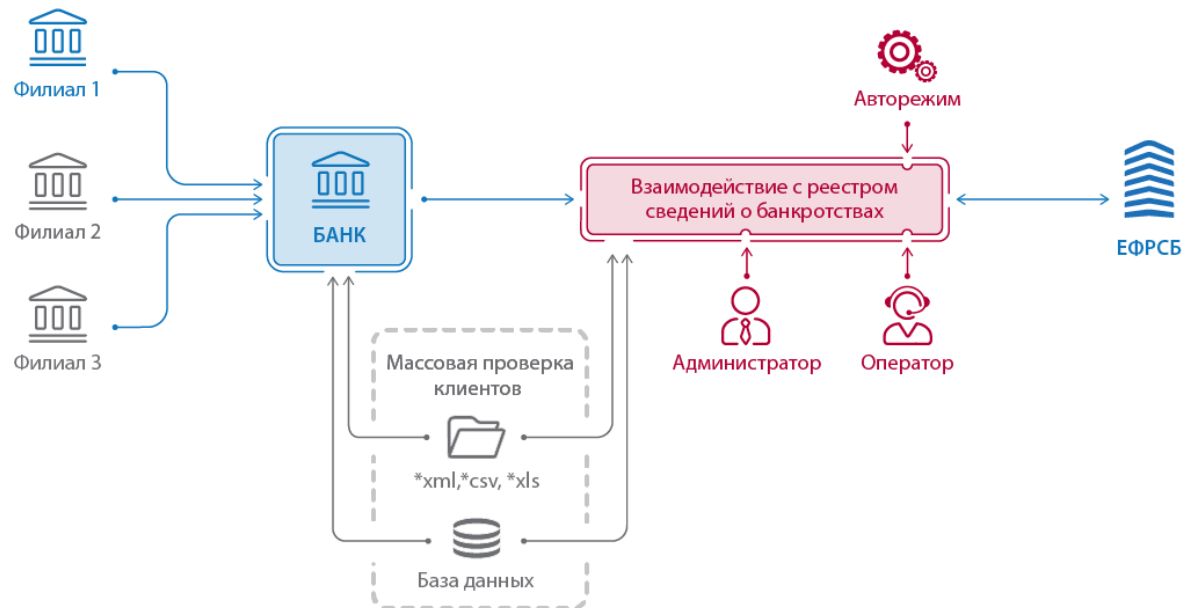 Филиал 1
Филиал 2
Филиал 3
БАНК
Авторежим
Взаимодействие с реестром
сведений о банкротствах
ЕФРСБ
Администратор
Оператор
Массовая проверка
клиентов
*xml,*csv, *xls
База данных